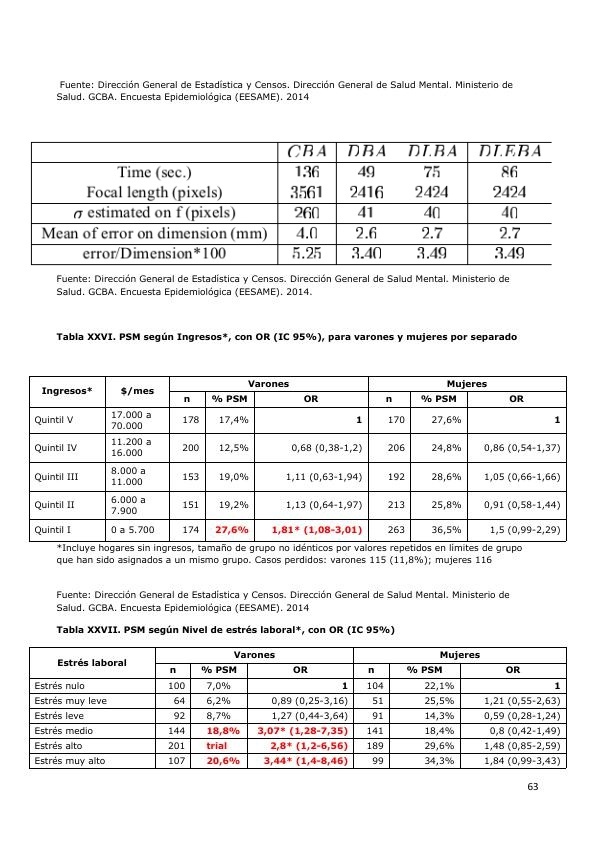 Fuente: Dirección General de Estadística y Censos. Dirección General de Salud Mental. Ministerio de
Salud. GCBA. Encuesta Epidemiológica (EESAME). 2014
CBA DBA DLBA DLEBA
Time (sec.) 136 49 75 86
Focal length (pixels) 3561 2416 2424 2424
σ estimated on f (pixels) 260 41 40 40
Mean of error on dimension (mm) 4.0 2.6 2.7 2.7
error/Dimension*100 5.25 3.40 3.49 3.49
Fuente: Dirección General de Estadística y Censos. Dirección General de Salud Mental. Ministerio de
Salud. GCBA. Encuesta Epidemiológica (EESAME). 2014.
Tabla XXVI. PSM según Ingresos*, con OR (IC 95%), para varones y mujeres por separado
Ingresos* $/mes Varones Mujeres
n % PSM OR n % PSM OR
Quintil V 17.000 a 70.000 178 17,4% 1 170 27,6% 1
Quintil IV 11.200 a 16.000 200 12,5% 0,68 (0,38-1,2) 206 24,8% 0,86 (0,54-1,37)
Quintil III 8.000 a 11.000 153 19,0% 1,11 (0,63-1,94) 192 28,6% 1,05 (0,66-1,66)
Quintil II 6.000 a 7.900 151 19,2% 1,13 (0,64-1,97) 213 25,8% 0,91 (0,58-1,44)
Quintil I 0 a 5.700 174 27,6% 1,81* (1,08-3,01) 263 36,5% 1,5 (0,99-2,29)
*Incluye hogares sin ingresos, tamaño de grupo no idénticos por valores repetidos en límites de grupo
que han sido asignados a un mismo grupo. Casos perdidos: varones 115 (11,8%); mujeres 116
Fuente: Dirección General de Estadística y Censos. Dirección General de Salud Mental. Ministerio de
Salud. GCBA. Encuesta Epidemiológica (EESAME). 2014
Tabla XXVII. PSM según Nivel de estrés laboral*, con OR (IC 95%)
Estrés laboral Varones Mujeres
n % PSM OR n % PSM OR
Estrés nulo 100 7,0% 1 104 22,1% 1
Estrés muy leve 64 6,2% 0,89 (0,25-3,16) 51 25,5% 1,21 (0,55-2,63)
Estrés leve 92 8,7% 1,27 (0,44-3,64) 91 14,3% 0,59 (0,28-1,24)
Estrés medio 144 18,8% 3,07* (1,28-7,35) 141 18,4% 0,8 (0,42-1,49)
Estrés alto 201 trial 2,8* (1,2-6,56) 189 29,6% 1,48 (0,85-2,59)
Estrés muy alto 107 20,6% 3,44* (1,4-8,46) 99 34,3% 1,84 (0,99-3,43)
63